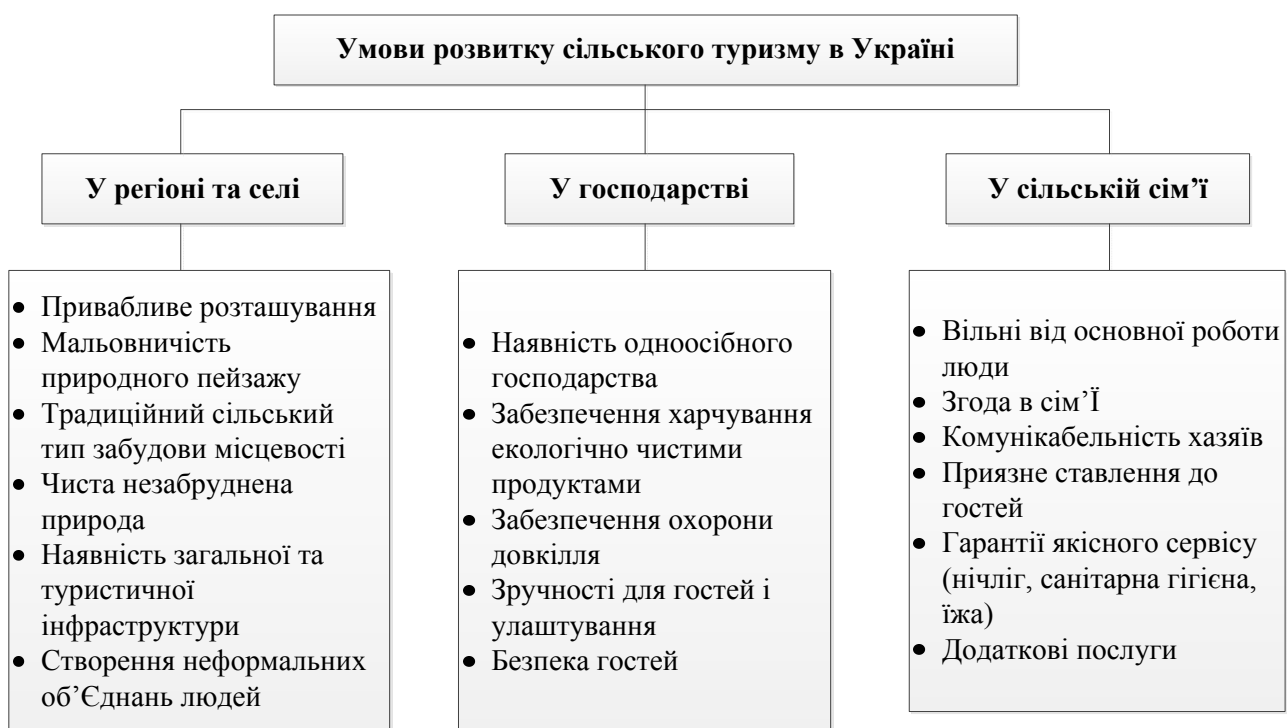 Умови розвитку сільського туризму в Україні
У регіоні та селі
• Привабливе розташування
• Мальовничість
природного пейзажу
• Традиційний сільський
тип забудови місцевості
• Чиста незабруднена
природа
• Наявність загальної та
туристичної
інфраструктури
• Створення неформальних
об’Єднань людей
У господарстві
• Наявність одноосібного
господарства
• Забезпечення харчування
екологічно чистими
продуктами
• Забезпечення охорони
довкілля
• Зручності для гостей і
улаштування
• Безпека гостей
У сільській сім’ї
• Вільні від основної роботи
люди
• Згода в сім’Ї
• Комунікабельність хазяїв
• Приязне ставлення до
гостей
• Гарантії якісного сервісу
(нічліг, санітарна гігієна,
їжа)
• Додаткові послуги